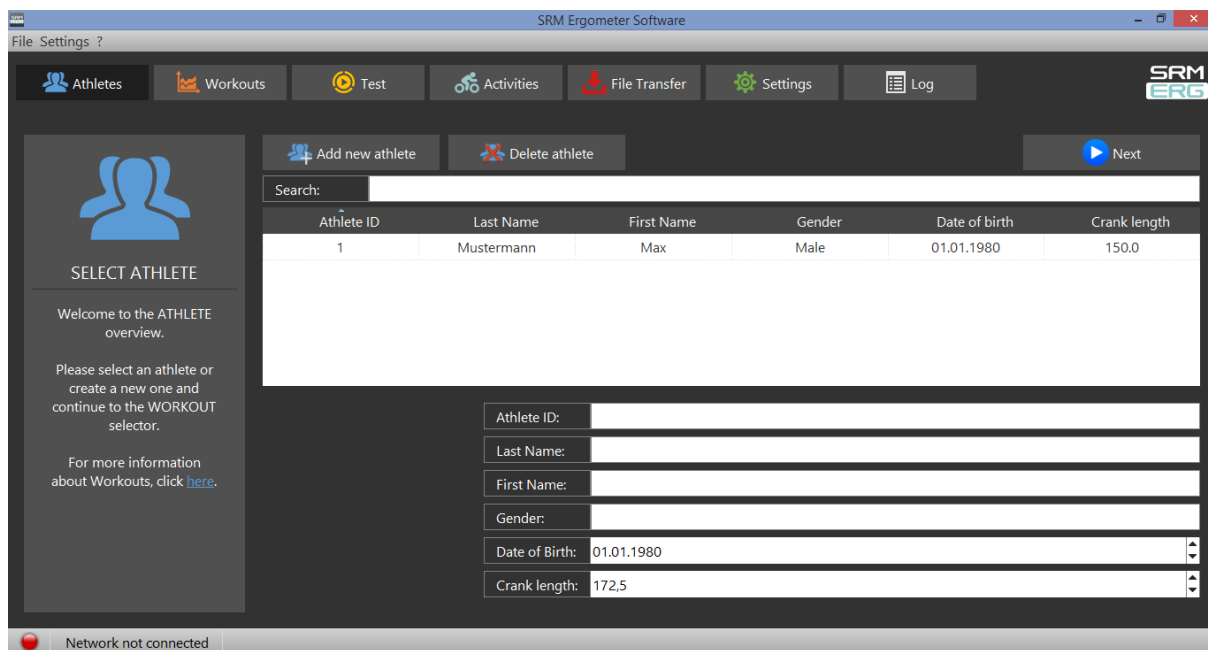 SRM
SRM Ergometer Software
File Settings ?
Athletes
Workouts
Test
Activities
File Transfer
Settings
Log
SRM
ERG
Add new athlete
Delete athlete
Next
Search:
Athlete ID Last Name First Name Gender Date of birth Crank length
1 Mustermann Max Male 01.01.1980 150.0
SELECT ATHLETE
Welcome to the ATHLETE
overview.
Please select an athlete or
create a new one and
continue to the WORKOUT
selector.
For more information
about Workouts, click here.
Athlete ID:
Last Name:
First Name:
Gender:
Date of Birth: 01.01.1980
Crank length: 172,5
Network not connected